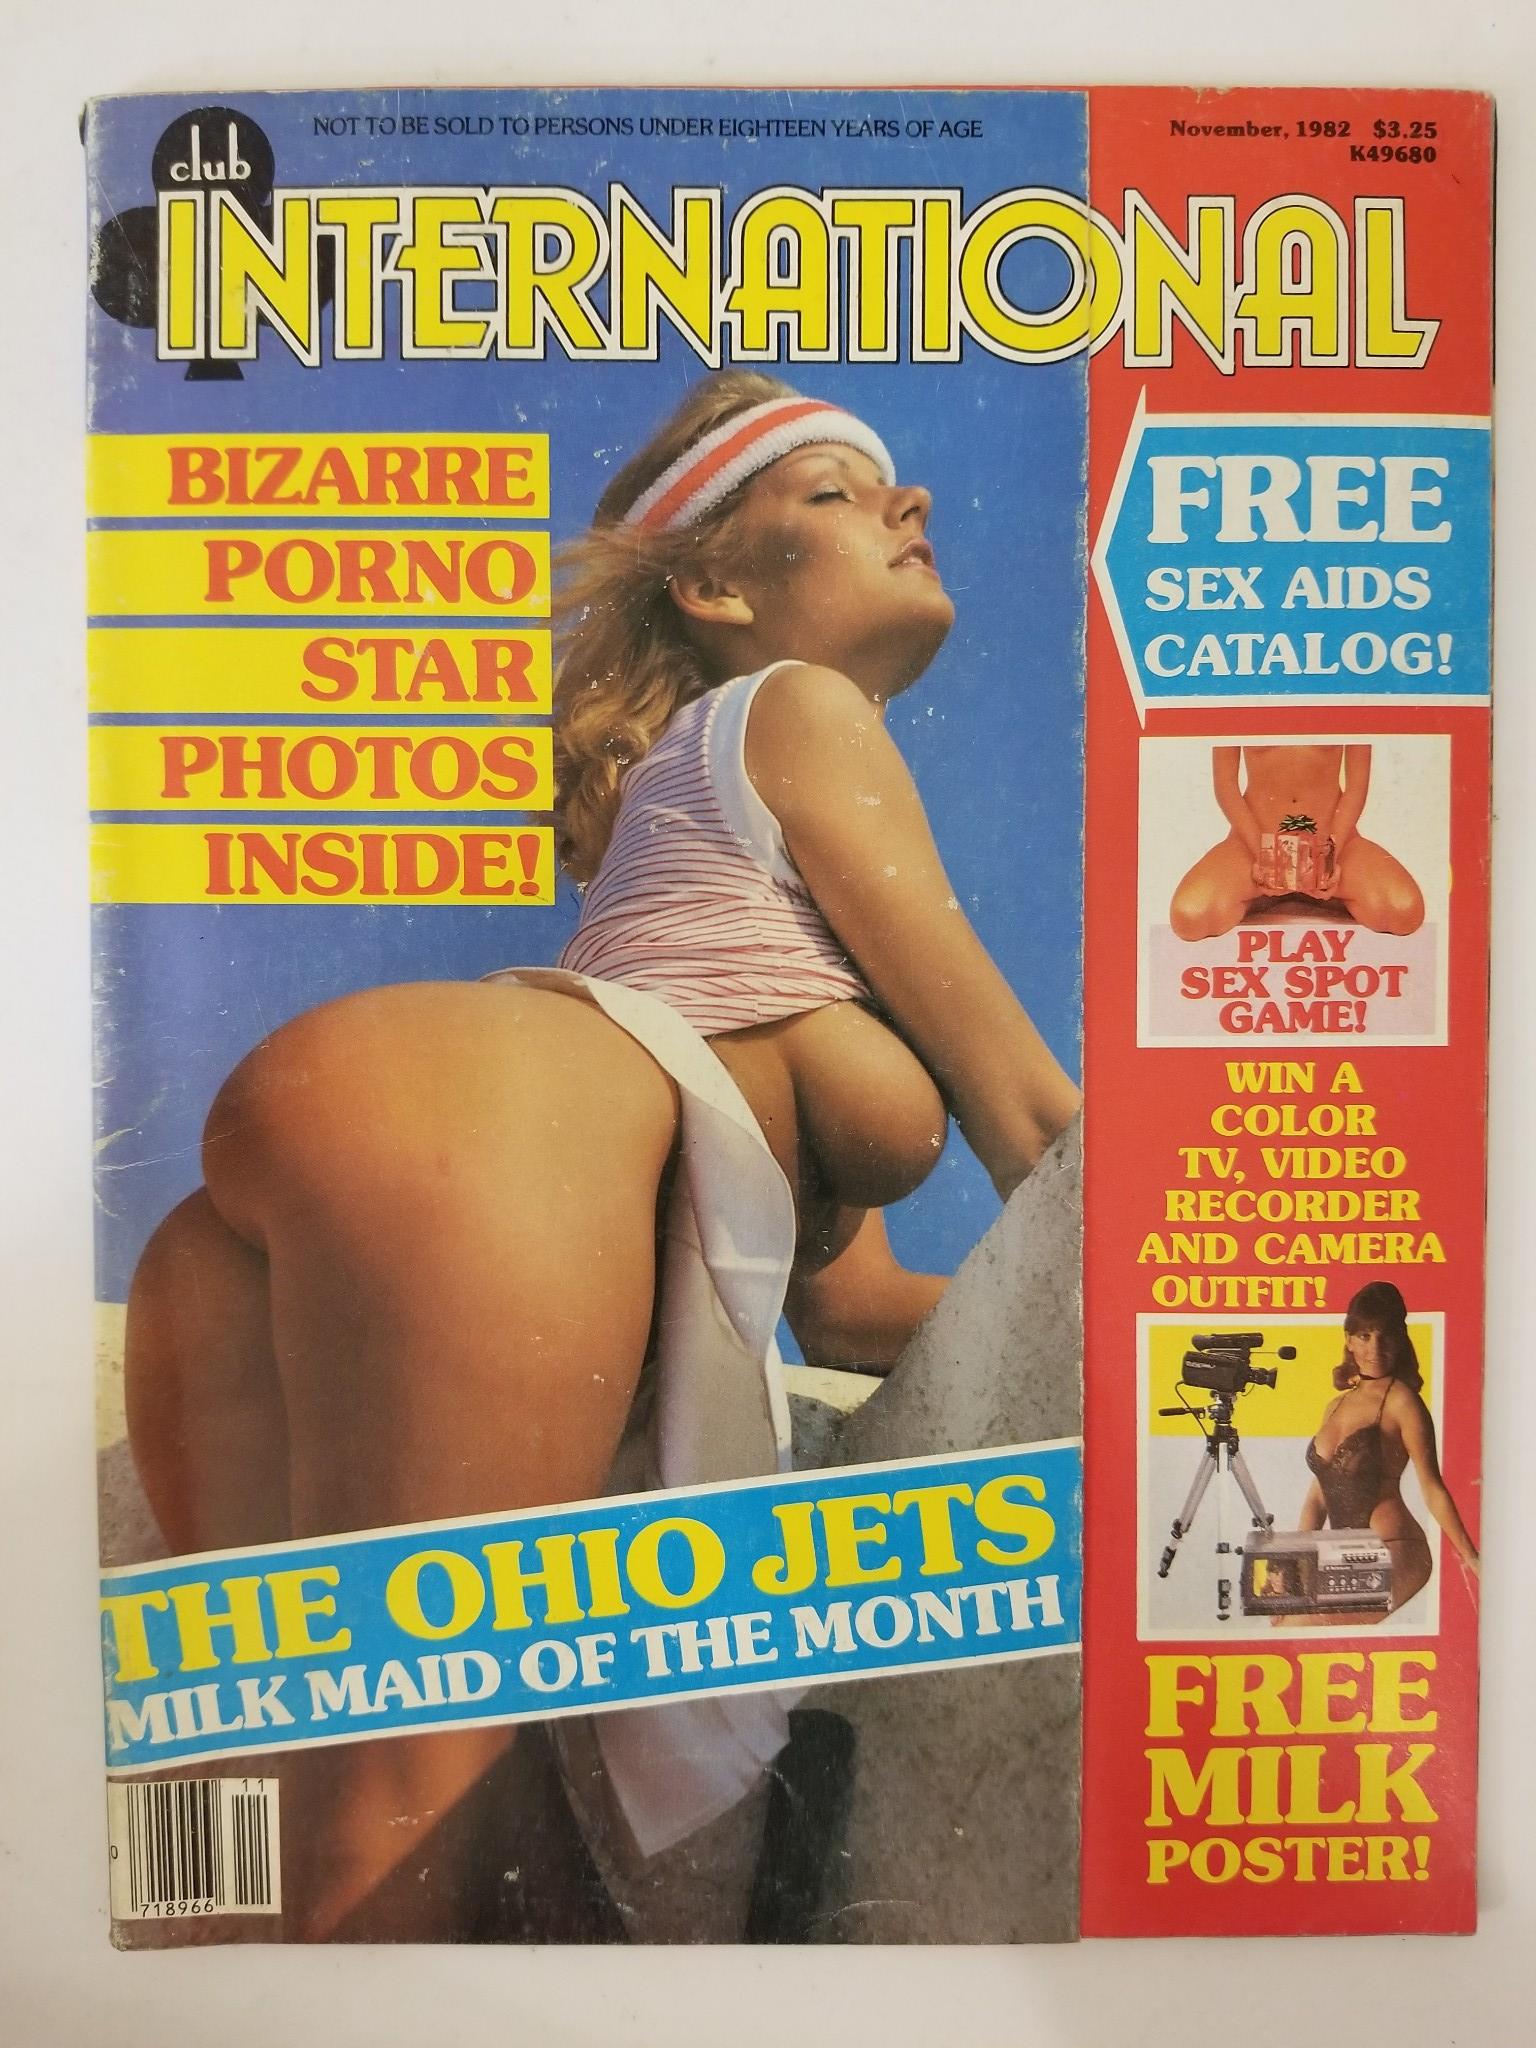 NOT TO BE SOLD TO PERSONS UNDER EIGHTEEN YEARS OF AGE
November, 1982 $3.25
K49680
club
INTERNATIONAL
BIZARRE
PORNO
STAR
PHOTOS
INSIDE!
FREE
SEX AIDS
CATALOG!
PLAY
SEX SPOT
GAME!
WIN A
COLOR
TV, VIDEO
RECORDER
AND CAMERA
OUTFIT!
THE OHIO JETS
MILK MAID OF THE MONTH
FREE
MILK
POSTER!
11
0
718966